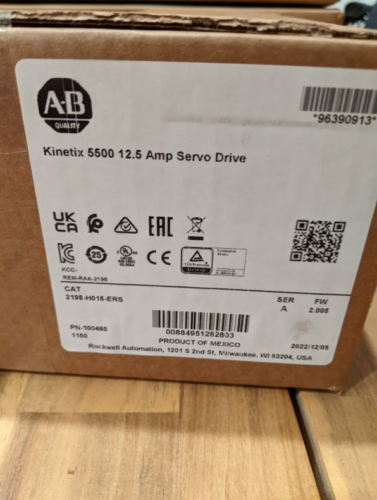 A-B
QUALITY
*96390913*
Kinetix 5500 12.5 Amp Servo Drive
UK
CA
EAC
25
CE
KCC-
REM-RAA-2198
CAT
2198-H015-ERS
SER
A
FW
2.005
PN-100460
1160
00884951282803
2022/12/08
PRODUCT OF MEXICO
Rockwell Automation, 1201 S 2nd St, Milwaukee, WI 53204, USA